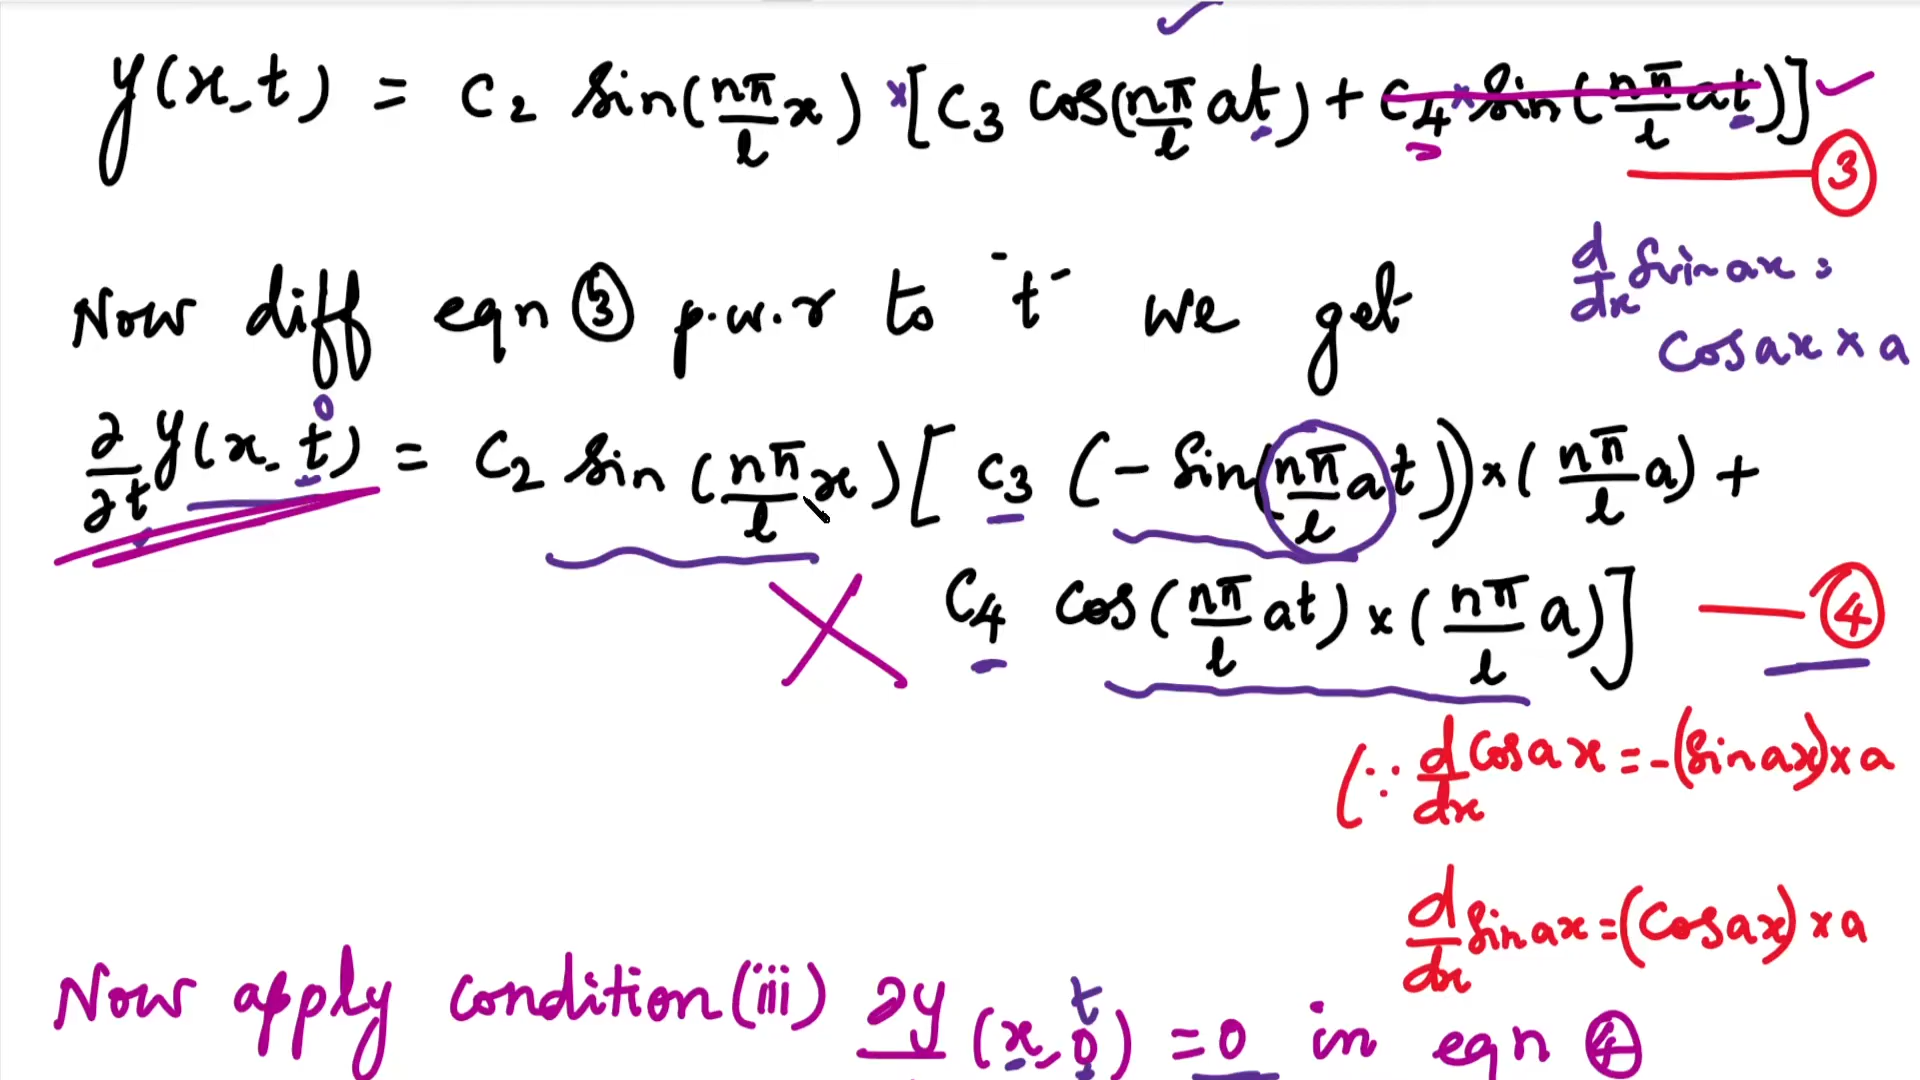 y(x,t) = C2 sin(nπ/l x) × [C3 cos(nπ/l at) + C4 × sin(nπ/l at)] ③
Now diff eqn ③ p.w.r to "t" we get
d/dx sin ax =
cos ax × a
0
∂/∂t y(x,t) = C2 sin(nπ/l x)[C3 (-sin(nπ/l at)) × (nπ/l a) +
C4 cos(nπ/l at) × (nπ/l a)] — ④
(∵ d/dx cos ax = -(sin ax) × a
d/dx sin ax = (cos ax) × a
t
Now apply condition (iii) ∂y (x,0) = 0 in eqn ④